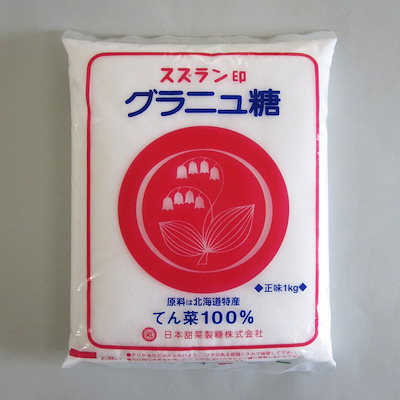 スズラン印
グラニュ糖
◆正味1kg◆
原料は北海道特産
てん菜100%
日本甜菜製糖株式会社